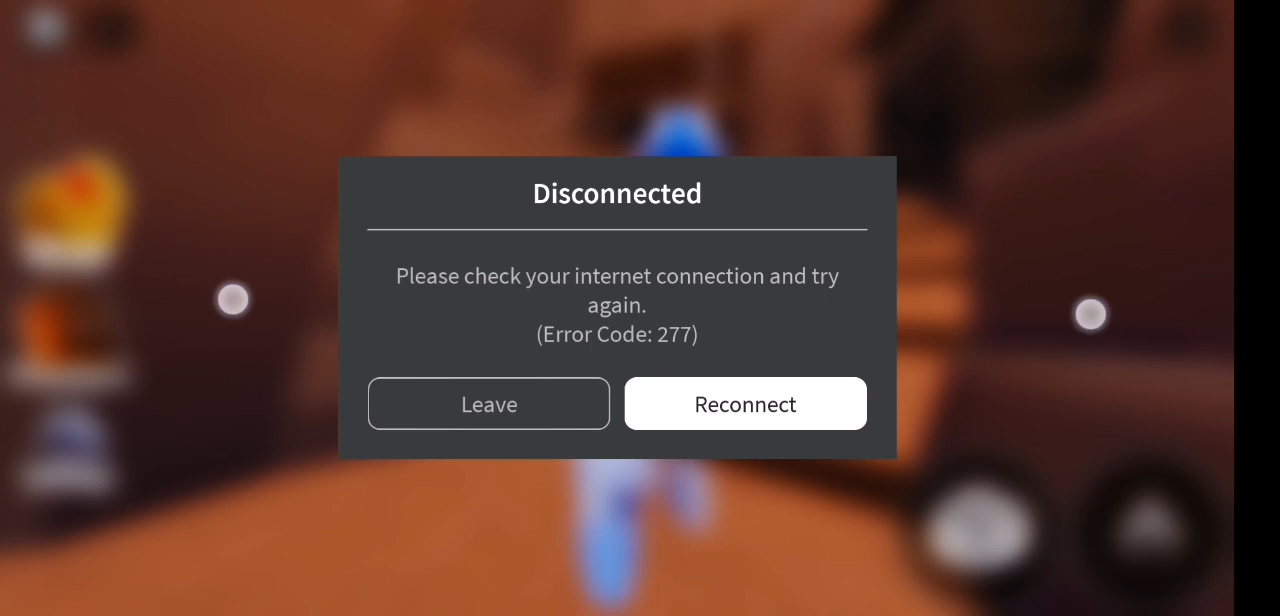 Disconnected
Please check your internet connection and try
again.
(Error Code: 277)
Leave
Reconnect